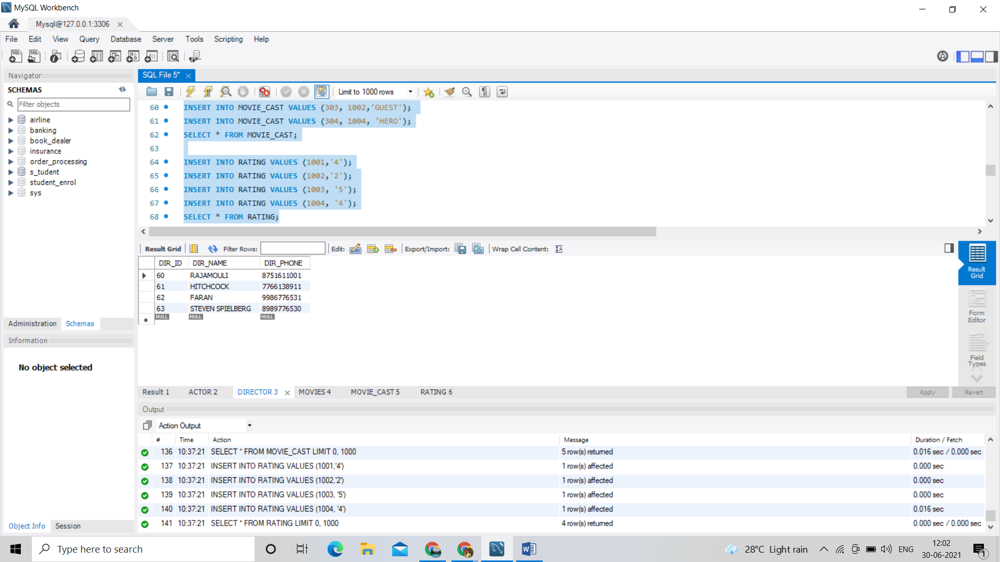 MySQL Workbench
Mysql@127.0.0.1:3306
File Edit View Query Database Server Tools Scripting Help
Navigator
SCHEMAS
Filter objects
airline
banking
book_dealer
insurance
order_processing
s_tudent
student_enrol
sys
Administration Schemas
Information
No object selected
Object Info Session
SQL File 5*
Limit to 1000 rows
60 INSERT INTO MOVIE_CAST VALUES (303, 1002,'GUEST');
61 INSERT INTO MOVIE_CAST VALUES (304, 1004, 'HERO');
62 SELECT * FROM MOVIE_CAST;
63
64 INSERT INTO RATING VALUES (1001,'4');
65 INSERT INTO RATING VALUES (1002,'2');
66 INSERT INTO RATING VALUES (1003, '5');
67 INSERT INTO RATING VALUES (1004, '4');
68 SELECT * FROM RATING;
Result Grid Filter Rows: Edit: Export/Import: Wrap Cell Content:
DIR_ID DIR_NAME DIR_PHONE
60 RAJAMOULI 8751611001
61 HITCHCOCK 7766138911
62 FARAN 9986776531
63 STEVEN SPIELBERG 8989776530
NULL NULL NULL
Result
Grid
Form
Editor
Field
Types
Result 1 ACTOR 2 DIRECTOR 3 MOVIES 4 MOVIE_CAST 5 RATING 6
Apply Revert
Output
Action Output
# Time Action Message Duration / Fetch
136 10:37:21 SELECT * FROM MOVIE_CAST LIMIT 0, 1000 5 row(s) returned 0.016 sec / 0.000 sec
137 10:37:21 INSERT INTO RATING VALUES (1001,'4') 1 row(s) affected 0.000 sec
138 10:37:21 INSERT INTO RATING VALUES (1002,'2') 1 row(s) affected 0.000 sec
139 10:37:21 INSERT INTO RATING VALUES (1003, '5') 1 row(s) affected 0.000 sec
140 10:37:21 INSERT INTO RATING VALUES (1004, '4') 1 row(s) affected 0.016 sec
141 10:37:21 SELECT * FROM RATING LIMIT 0, 1000 4 row(s) returned 0.000 sec / 0.000 sec
Type here to search
28°C Light rain
ENG
12:02
30-06-2021
1